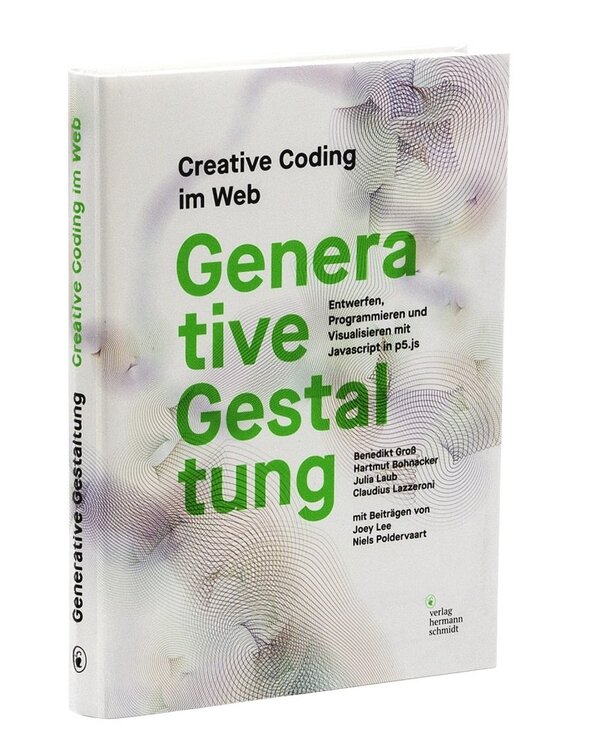 Creative Coding
im Web
Genera
tive
Gestal
tung
Entwerfen,
Programmieren und
Visualisieren mit
Javascript in p5.js
Benedikt Groß
Hartmut Bohnacker
Julia Laub
Claudius Lazzeroni
mit Beiträgen von
Joey Lee
Niels Poldervaart
verlag
hermann
schmidt
Generative Gestaltung Creative Coding im Web